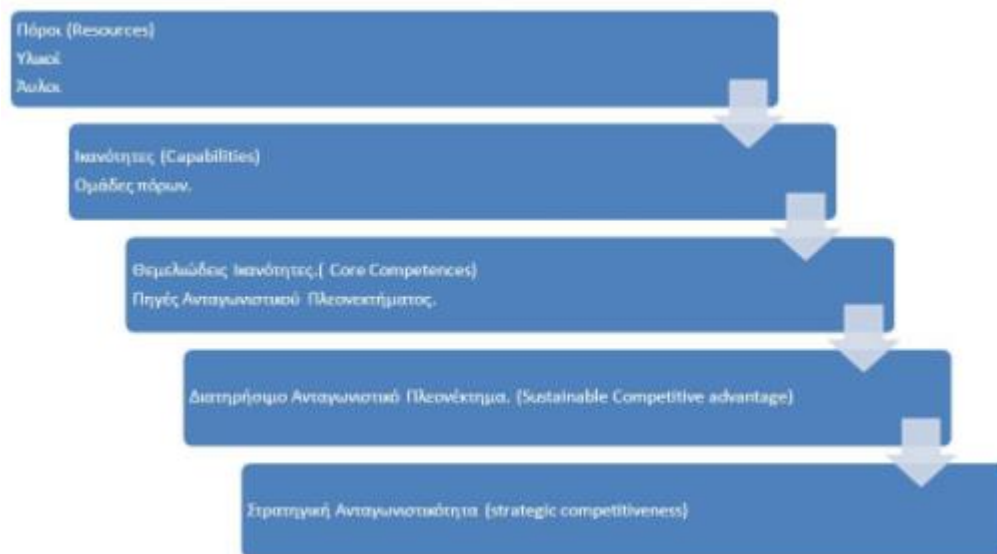 Πόροι (Resources)
Υλικοί
Άυλοι
Ικανότητες (Capabilities)
Ομάδες πόρων.
Θεμελιώδεις Ικανότητες.( Core Competences)
Πηγές Ανταγωνιστικού Πλεονεκτήματος.
Διατηρήσιμο Ανταγωνιστικό Πλεονέκτημα. (Sustainable Competitive advantage)
Στρατηγική Ανταγωνιστικότητα (strategic competitiveness)